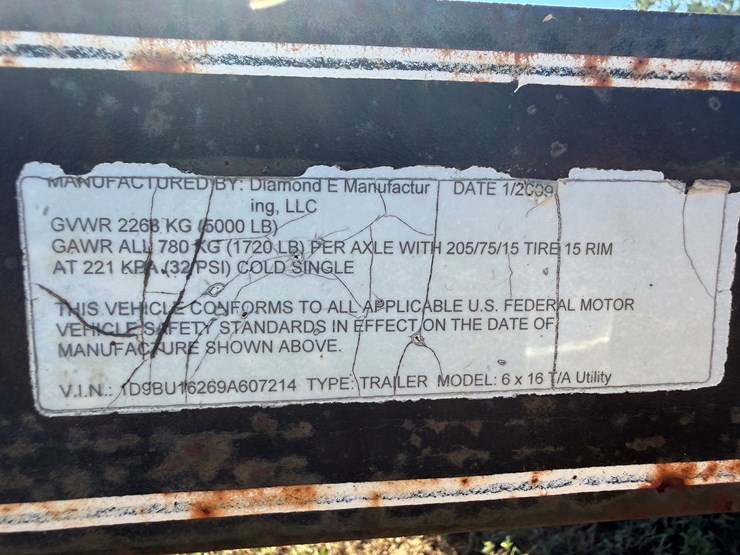 MANUFACTURED BY: Diamond E Manufactur DATE 1/2009
ing, LLC
GVWR 2268 KG (5000 LB)
GAWR ALL 780 KG (1720 LB) PER AXLE WITH 205/75/15 TIRE 15 RIM
AT 221 KPA (32/PSI) COLD SINGLE
THIS VEHICLE CONFORMS TO ALL APPLICABLE U.S. FEDERAL MOTOR
VEHICLE SAFETY STANDARDS IN EFFECT ON THE DATE OF
MANUFACTURE SHOWN ABOVE.
V.I.N.: 1D9BU16269A607214 TYPE: TRAILER MODEL: 6 x 16 T/A Utility